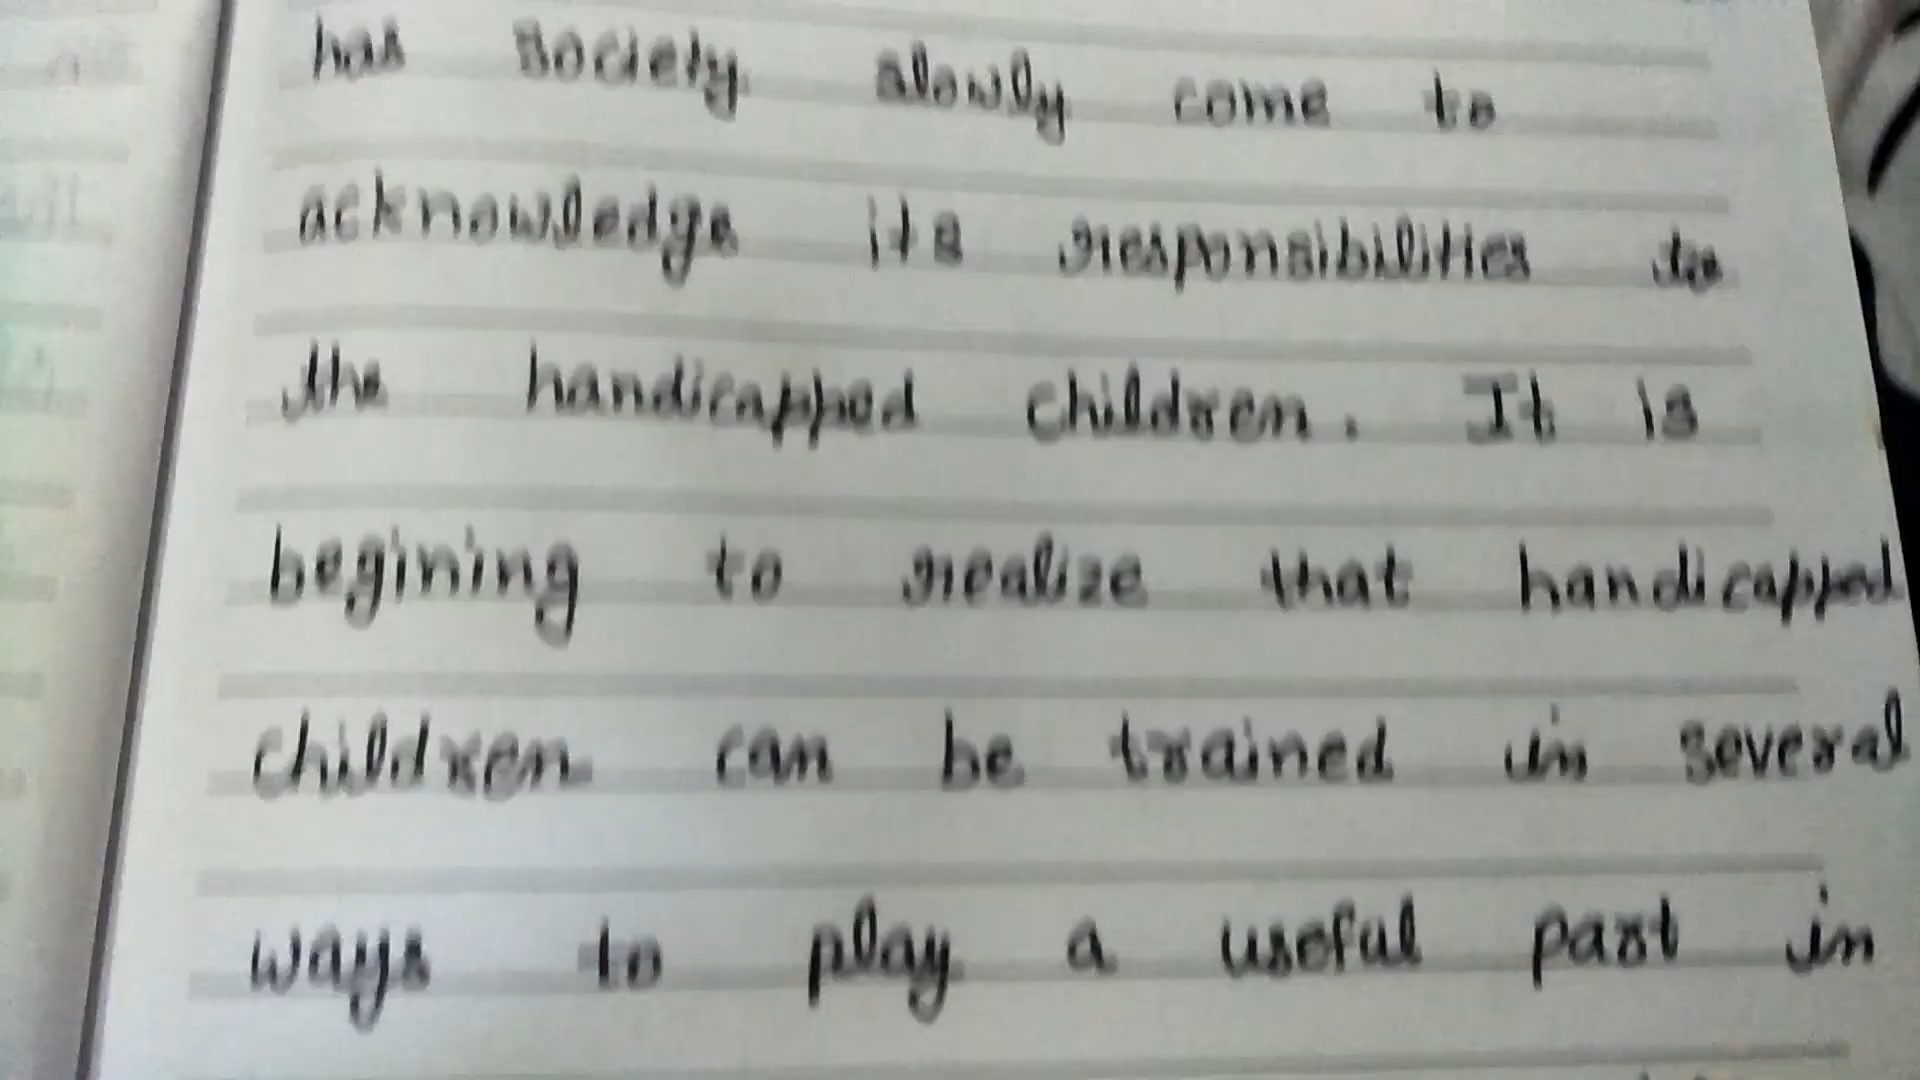 has society slowly come to
acknowledge its responsibilities to
the handicapped children. It is
begining to realize that handicapped
children can be trained in several
ways to play a useful part in